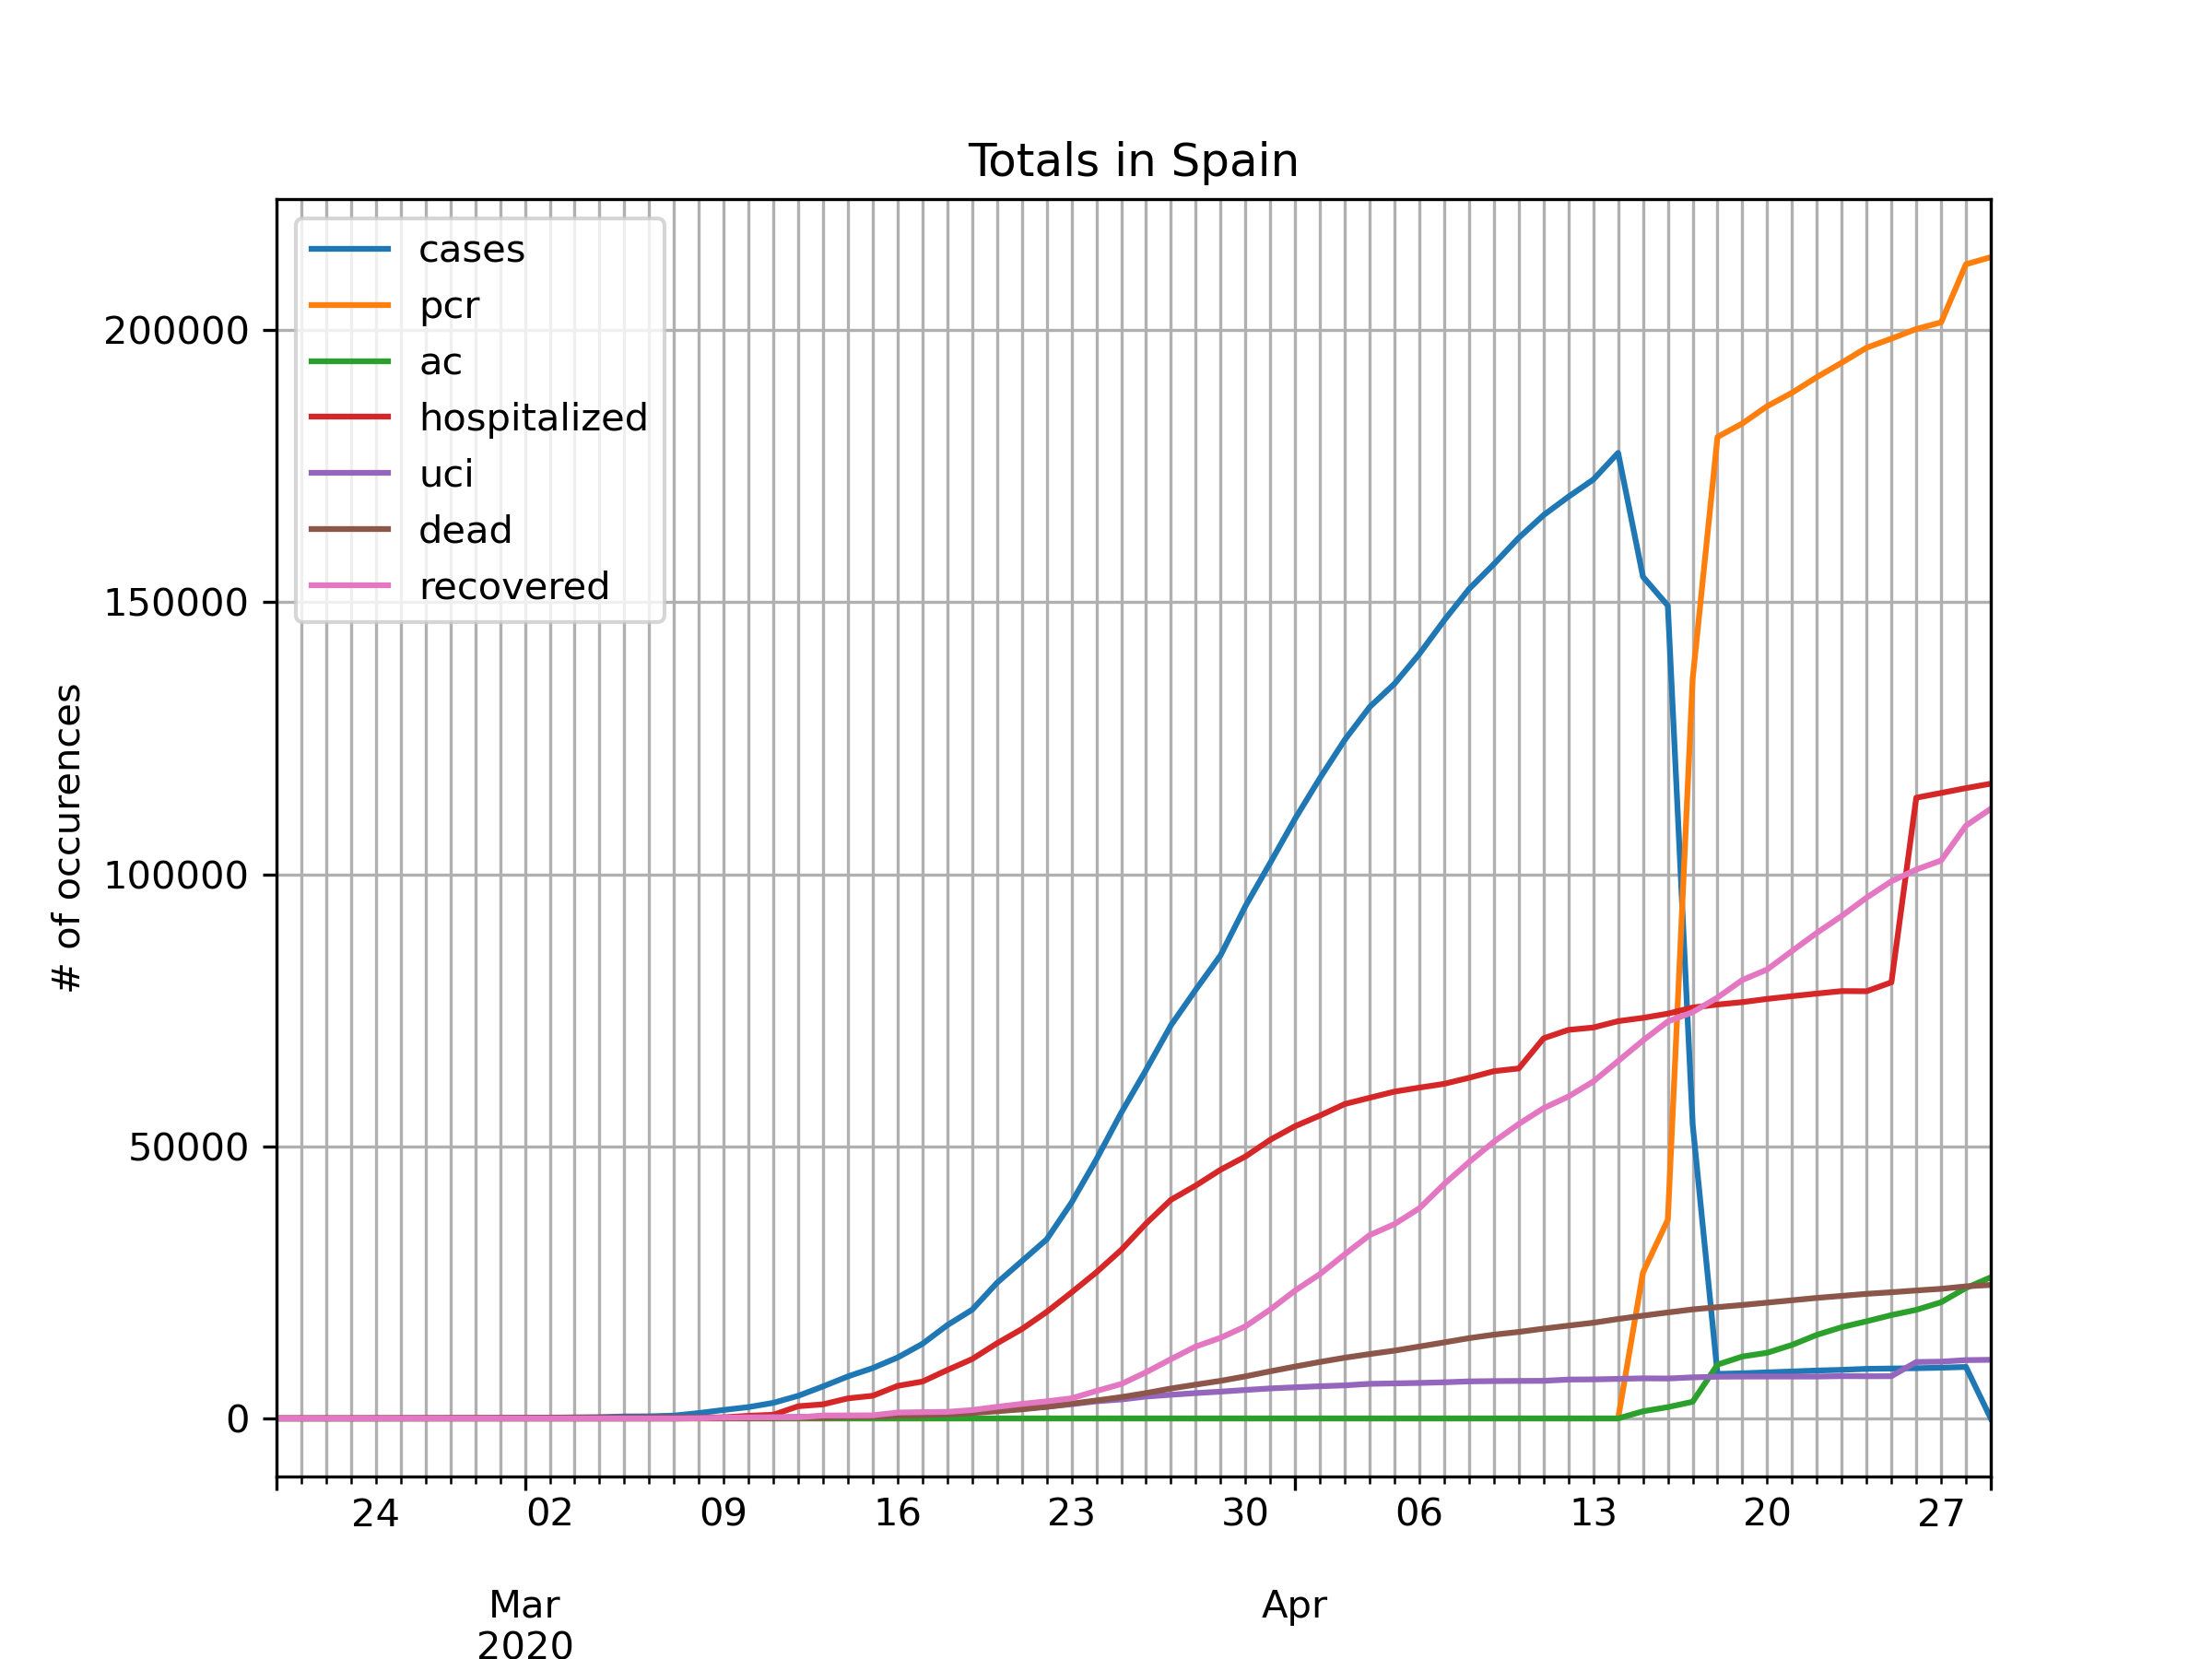 Totals in Spain
cases
pcr
ac
hospitalized
uci
dead
recovered
# of occurences
200000
150000
100000
50000
0
24 02 09 16 23 30 06 13 20 27
Mar Apr
2020